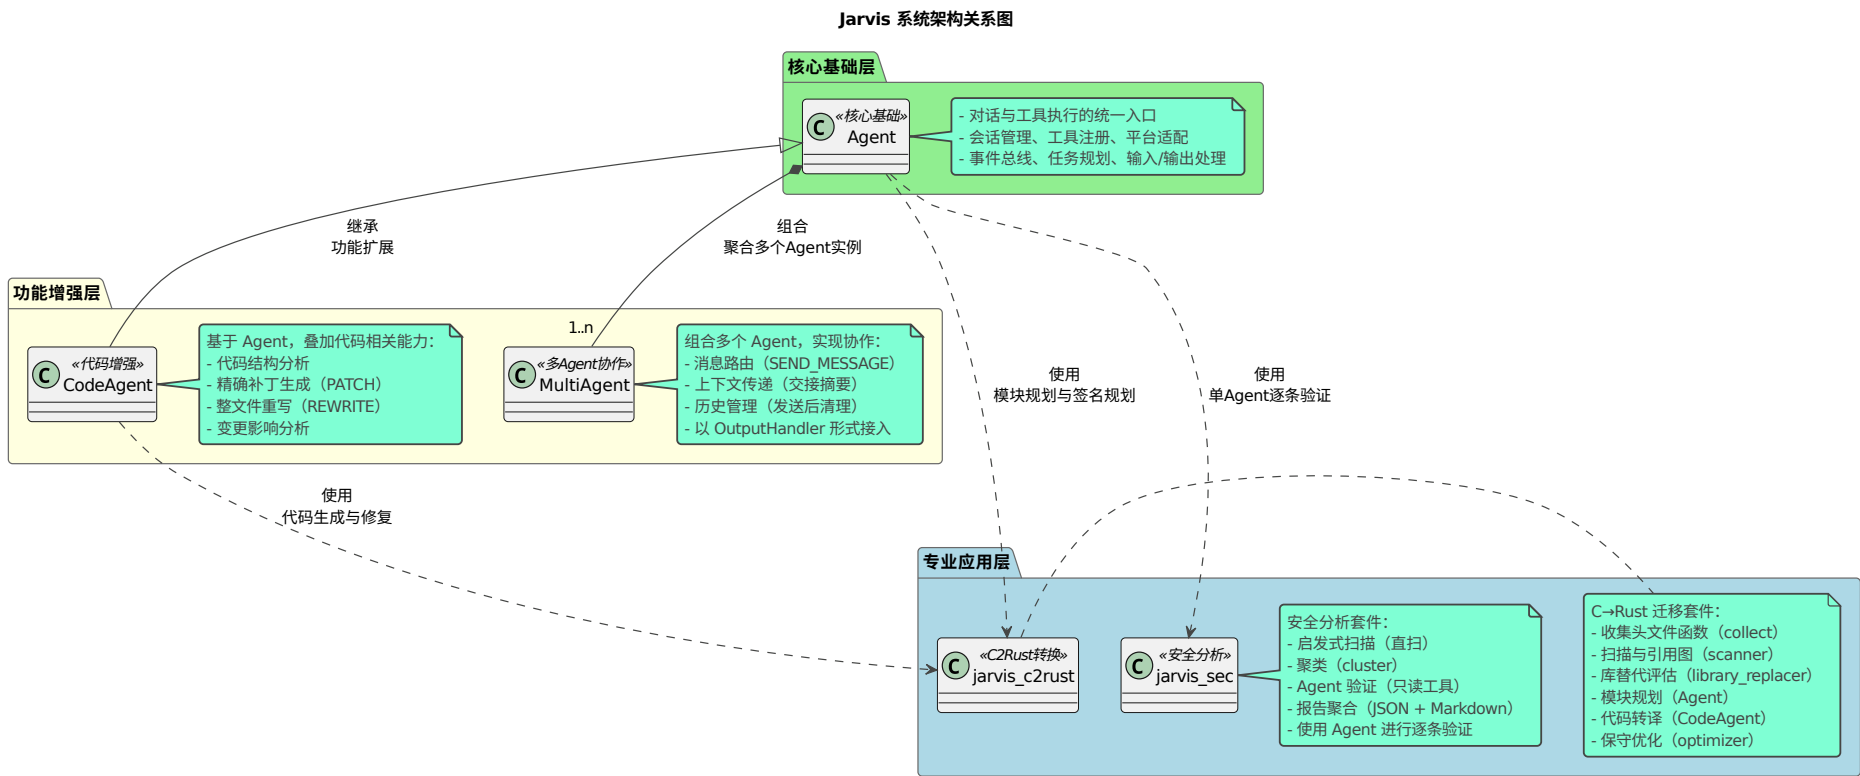 Jarvis 系统架构关系图
核心基础层
C
«核心基础»
Agent
- 对话与工具执行的统一入口
- 会话管理、工具注册、平台适配
- 事件总线、任务规划、输入/输出处理
继承
功能扩展
组合
聚合多个Agent实例
功能增强层
1..n
C
«代码增强»
CodeAgent
基于 Agent，叠加代码相关能力：
- 代码结构分析
- 精确补丁生成（PATCH）
- 整文件重写（REWRITE）
- 变更影响分析
C
«多Agent协作»
MultiAgent
组合多个 Agent，实现协作：
- 消息路由（SEND_MESSAGE）
- 上下文传递（交接摘要）
- 历史管理（发送后清理）
- 以 OutputHandler 形式接入
使用
模块规划与签名规划
使用
单Agent逐条验证
使用
代码生成与修复
专业应用层
C
«C2Rust转换»
jarvis_c2rust
C
«安全分析»
jarvis_sec
安全分析套件：
- 启发式扫描（直扫）
- 聚类（cluster）
- Agent 验证（只读工具）
- 报告聚合（JSON + Markdown）
- 使用 Agent 进行逐条验证
C→Rust 迁移套件：
- 收集头文件函数（collect）
- 扫描与引用图（scanner）
- 库替代评估（library_replacer）
- 模块规划（Agent）
- 代码转译（CodeAgent）
- 保守优化（optimizer）